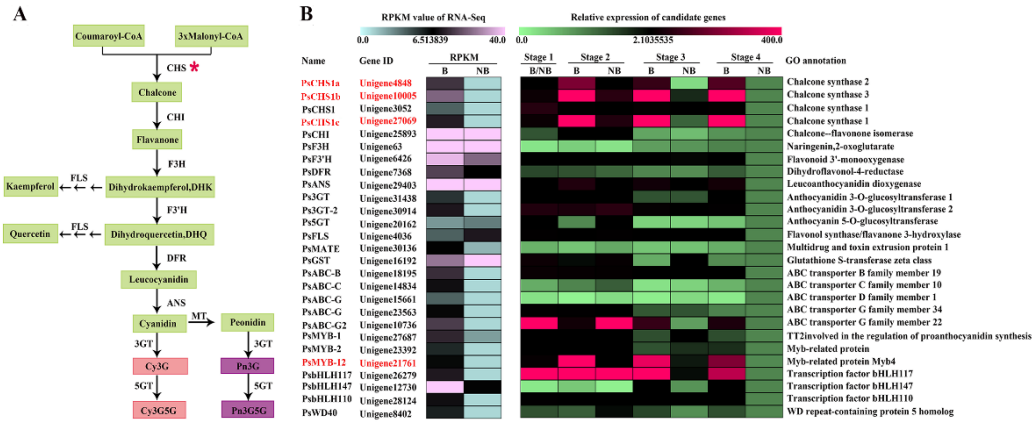 A
Coumaroyl-CoA
3xMalonyl-CoA
CHS *
Chalcone
CHI
Flavanone
F3H
Kaempferol
FLS
Dihydrokaempferol,DHK
F3'H
Quercetin
FLS
Dihydroquercetin,DHQ
DFR
Leucocyanidin
ANS
Cyanidin
MT
Peonidin
3GT
3GT
Cy3G
Pn3G
5GT
5GT
Cy3G5G
Pn3G5G
B
RPKM value of RNA-Seq
0.0 6.513839 13.0
Relative expression of candidate genes
0.0 2.1035535 400.0
Name Gene ID RPKM Stage 1 Stage 2 Stage 3 Stage 4 GO annotation
B NB B/NB B NB B NB B NB
PsCHS1a Unigene4848 Chalcone synthase 2
PsCHS1b Unigene10005 Chalcone synthase 3
PsCHS1 Unigene3052 Chalcone synthase 1
PsCHS1c Unigene27069 Chalcone synthase 1
PsCHI Unigene25893 Chalcone--flavonone isomerase
PsF3H Unigene63 Naringenin,2-oxoglutarate
PsF3'H Unigene6426 Flavonoid 3'-monooxygenase
PsDFR Unigene7368 Dihydroflavonol-4-reductase
PsANS Unigene29403 Leucoanthocyanidin dioxygenase
Ps3GT Unigene31438 Anthocyanidin 3-O-glucosyltransferase 1
Ps3GT-2 Unigene30914 Anthocyanidin 3-O-glucosyltransferase 2
Ps5GT Unigene20162 Anthocyanin 5-O-glucosyltransferase
PsFLS Unigene4036 Flavonol synthase/flavanone 3-hydroxylase
PsMATE Unigene30136 Multidrug and toxin extrusion protein 1
PsGST Unigene16192 Glutathione S-transferase zeta class
PsABC-B Unigene18195 ABC transporter B family member 19
PsABC-C Unigene14834 ABC transporter C family member 10
PsABC-G Unigene15661 ABC transporter D family member 1
PsABC-G Unigene23563 ABC transporter G family member 34
PsABC-G2 Unigene10736 ABC transporter G family member 22
PsMYB-1 Unigene27687 TT2involved in the regulation of proanthocyanidin synthesis
PsMYB-2 Unigene23392 Myb-related protein
PsMYB-12 Unigene21761 Myb-related protein Myb4
PsbHLH117 Unigene26279 Transcription factor bHLH117
PsbHLH147 Unigene12730 Transcription factor bHLH147
PsbHLH110 Unigene28124 Transcription factor bHLH110
PsWD40 Unigene8402 WD repeat-containing protein 5 homolog